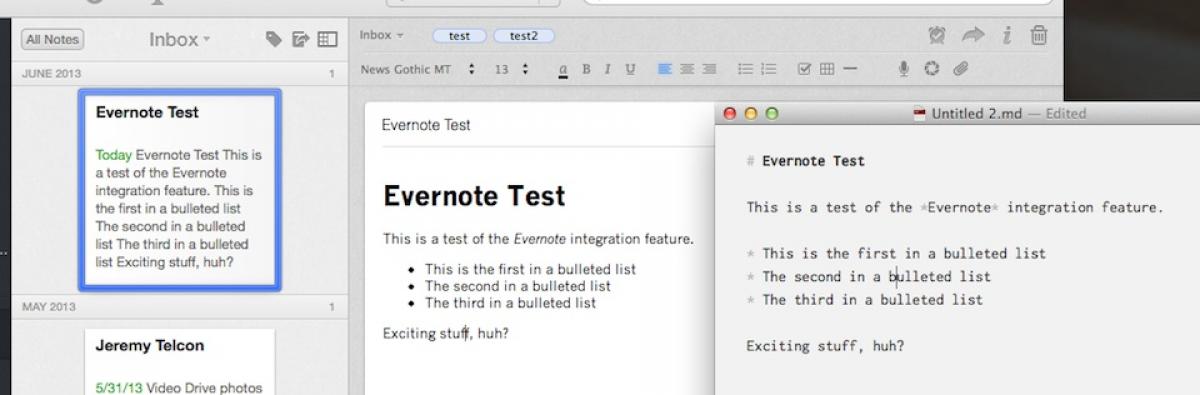 All Notes
Inbox
JUNE 2013 1
Evernote Test
Today Evernote Test This is
a test of the Evernote
integration feature. This is
the first in a bulleted list
The second in a bulleted
list The third in a bulleted
list Exciting stuff, huh?
MAY 2013 1
Jeremy Telcon
5/31/13 Video Drive photos
Inbox test test2
News Gothic MT 13 a B I U
Evernote Test
Evernote Test
This is a test of the Evernote integration feature.
• This is the first in a bulleted list
• The second in a bulleted list
• The third in a bulleted list
Exciting stuff, huh?
Untitled 2.md — Edited
# Evernote Test
This is a test of the *Evernote* integration feature.
* This is the first in a bulleted list
* The second in a bulleted list
* The third in a bulleted list
Exciting stuff, huh?